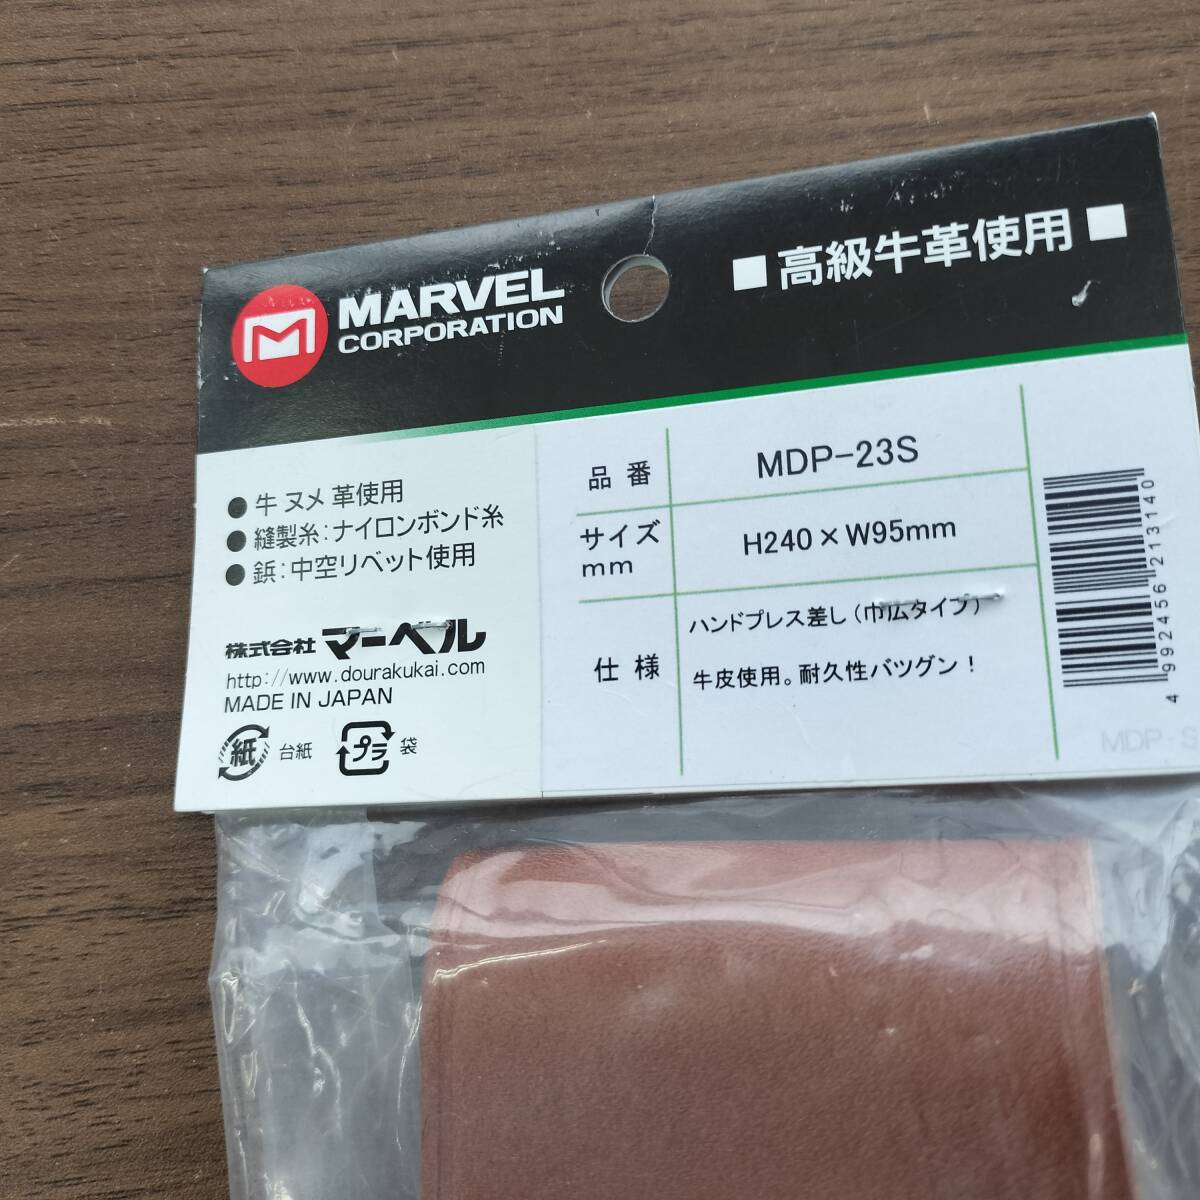 MARVEL
CORPORATION
■高級牛革使用■
● 牛 ヌメ 革使用
● 縫製糸：ナイロンボンド糸
● 鋲：中空リベット使用
株式会社 マーベル
http://www.dourakukai.com
MADE IN JAPAN
紙 台紙
プラ 袋
品 番 MDP-23S
サイズ
mm
H240×W95mm
仕 様
ハンドプレス差し（巾広タイプ）
牛皮使用。耐久性バツグン！
4 992456 213140
MDP-S